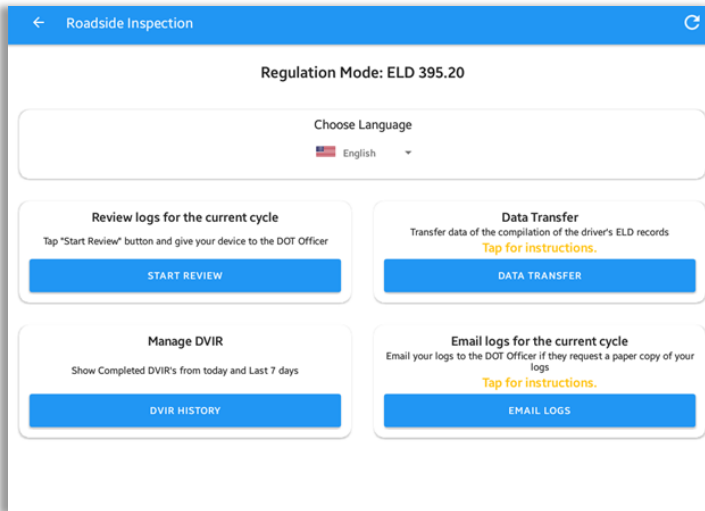 Roadside Inspection
Regulation Mode: ELD 395.20
Choose Language
English
Review logs for the current cycle
Tap "Start Review" button and give your device to the DOT Officer
START REVIEW
Data Transfer
Transfer data of the compilation of the driver's ELD records
Tap for instructions.
DATA TRANSFER
Manage DVIR
Show Completed DVIR's from today and Last 7 days
DVIR HISTORY
Email logs for the current cycle
Email your logs to the DOT Officer if they request a paper copy of your
logs
Tap for instructions.
EMAIL LOGS